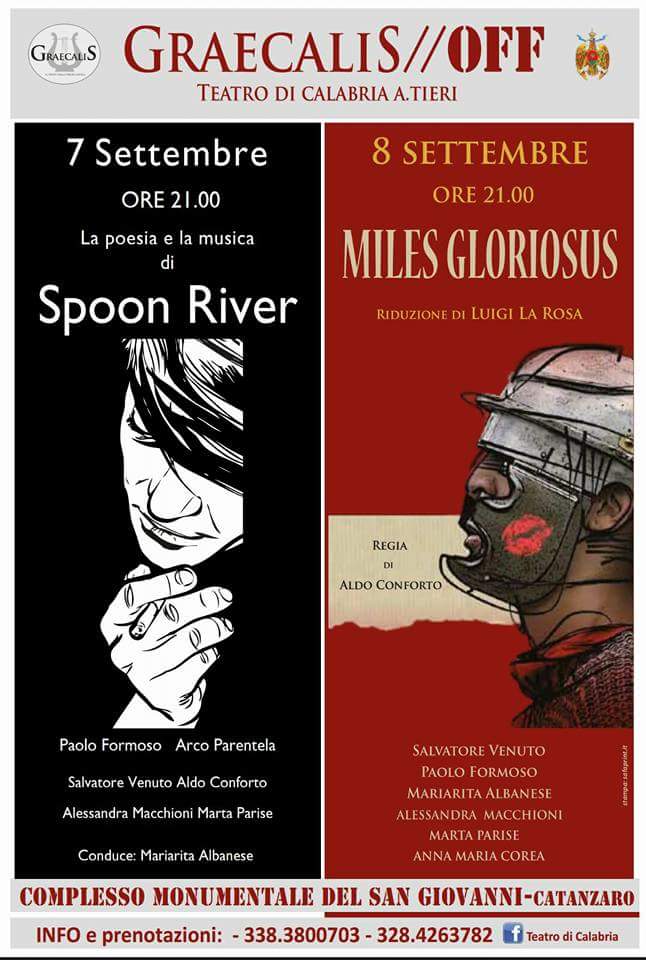 GRAECALIS
GRAECALIS//OFF
TEATRO DI CALABRIA A.TIERI
7 Settembre
ORE 21.00
La poesia e la musica
di
Spoon River
Paolo Formoso Arco Parentela
Salvatore Venuto Aldo Conforto
Alessandra Macchioni Marta Parise
Conduce: Mariarita Albanese
8 SETTEMBRE
ORE 21.00
MILES GLORIOSUS
RIDUZIONE DI LUIGI LA ROSA
REGIA
DI
ALDO CONFORTO
SALVATORE VENUTO
PAOLO FORMOSO
MARIARITA ALBANESE
ALESSANDRA MACCHIONI
MARTA PARISE
ANNA MARIA COREA
stampa: safaprint.it
COMPLESSO MONUMENTALE DEL SAN GIOVANNI-CATANZARO
INFO e prenotazioni: - 338.3800703 - 328.4263782 f Teatro di Calabria